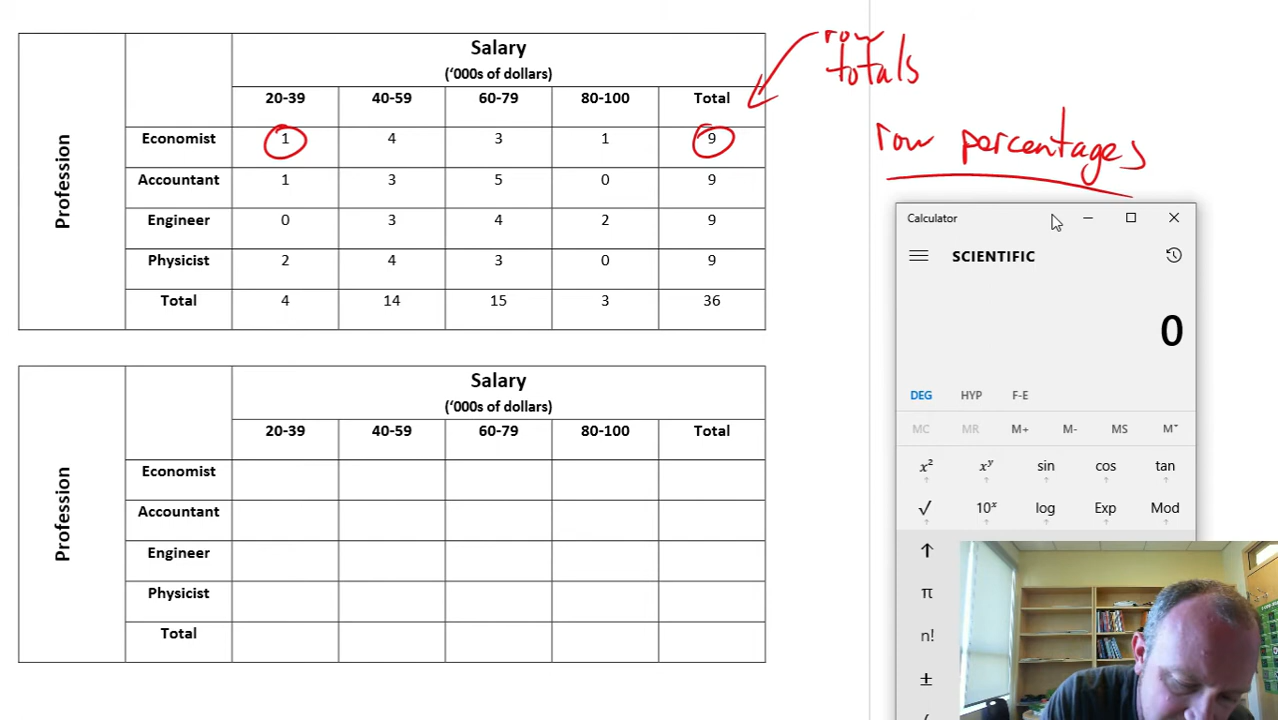 Salary
('000s of dollars)
20-39 40-59 60-79 80-100 Total
Profession
Economist 1 4 3 1 9
Accountant 1 3 5 0 9
Engineer 0 3 4 2 9
Physicist 2 4 3 0 9
Total 4 14 15 3 36
row
totals
row percentages
Salary
('000s of dollars)
20-39 40-59 60-79 80-100 Total
Profession
Economist
Accountant
Engineer
Physicist
Total
Calculator
SCIENTIFIC
0
DEG HYP F-E
MC MR M+ M- MS M˅
x² xʸ sin cos tan
√ 10ˣ log Exp Mod
↑
π
n!
±
(